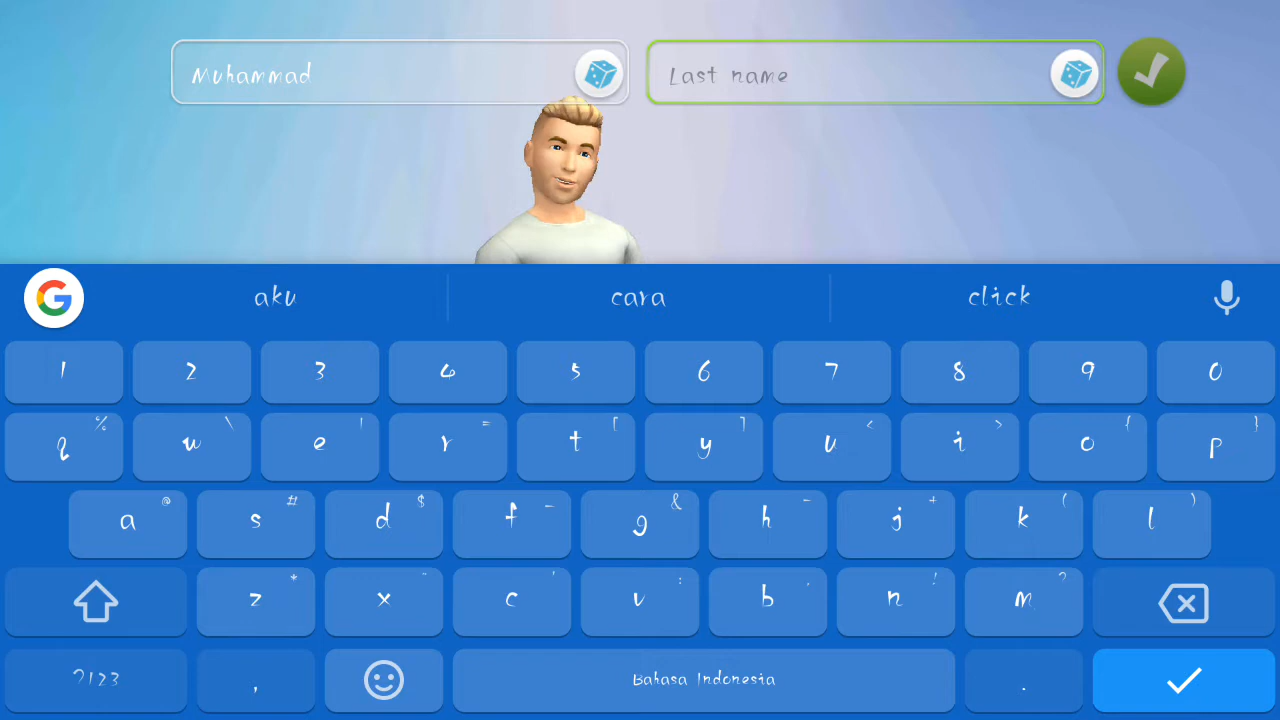 Muhammad Last name
G aku cara click
1 2 3 4 5 6 7 8 9 0
% \ | = [ ] < > { }
q w e r t y u i o p
@ # $ _ & - + ( )
a s d f g h j k l
* " ' : ; ! ?
z x c v b n m
?123 , Bahasa Indonesia .